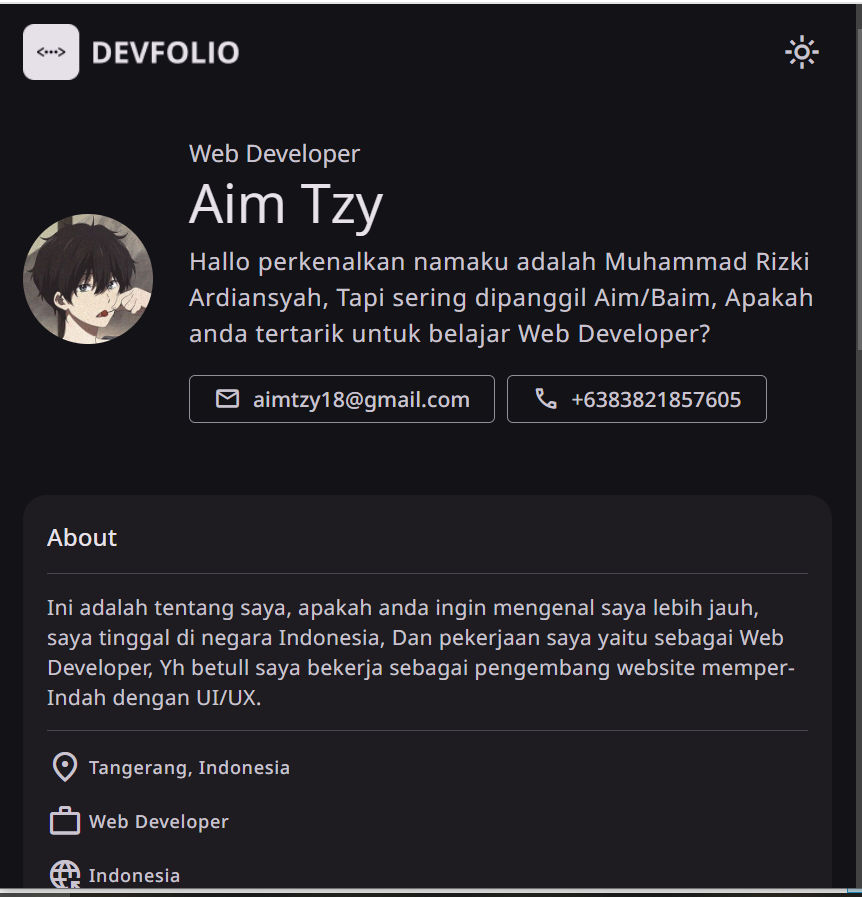 <···> DEVFOLIO
Web Developer
Aim Tzy
Hallo perkenalkan namaku adalah Muhammad Rizki
Ardiansyah, Tapi sering dipanggil Aim/Baim, Apakah
anda tertarik untuk belajar Web Developer?
aimtzy18@gmail.com
+6383821857605
About
Ini adalah tentang saya, apakah anda ingin mengenal saya lebih jauh,
saya tinggal di negara Indonesia, Dan pekerjaan saya yaitu sebagai Web
Developer, Yh betull saya bekerja sebagai pengembang website memper-
Indah dengan UI/UX.
Tangerang, Indonesia
Web Developer
Indonesia